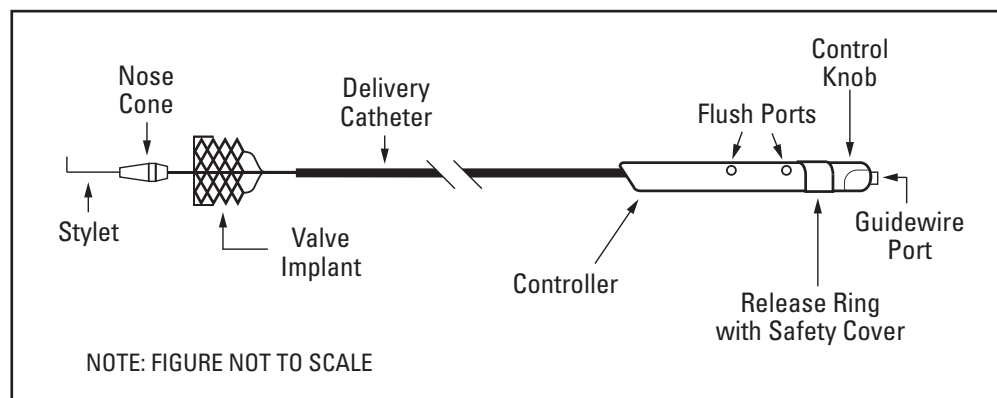 Nose
Cone
Delivery
Catheter
Flush Ports
Control
Knob
Stylet
Valve
Implant
Controller
Guidewire
Port
Release Ring
with Safety Cover
NOTE: FIGURE NOT TO SCALE